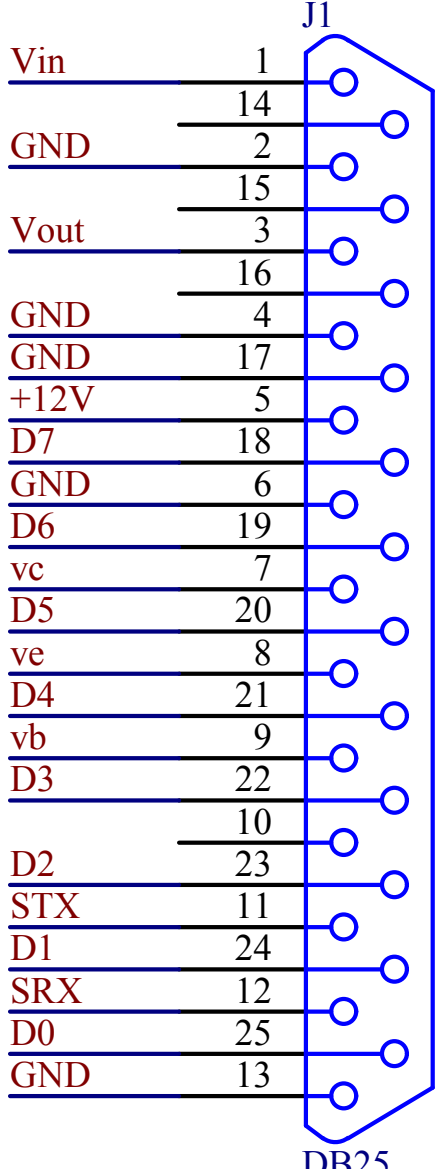 J1
Vin 1
14
GND 2
15
Vout 3
16
GND 4
GND 17
+12V 5
D7 18
GND 6
D6 19
vc 7
D5 20
ve 8
D4 21
vb 9
D3 22
10
D2 23
STX 11
D1 24
SRX 12
D0 25
GND 13
DB25